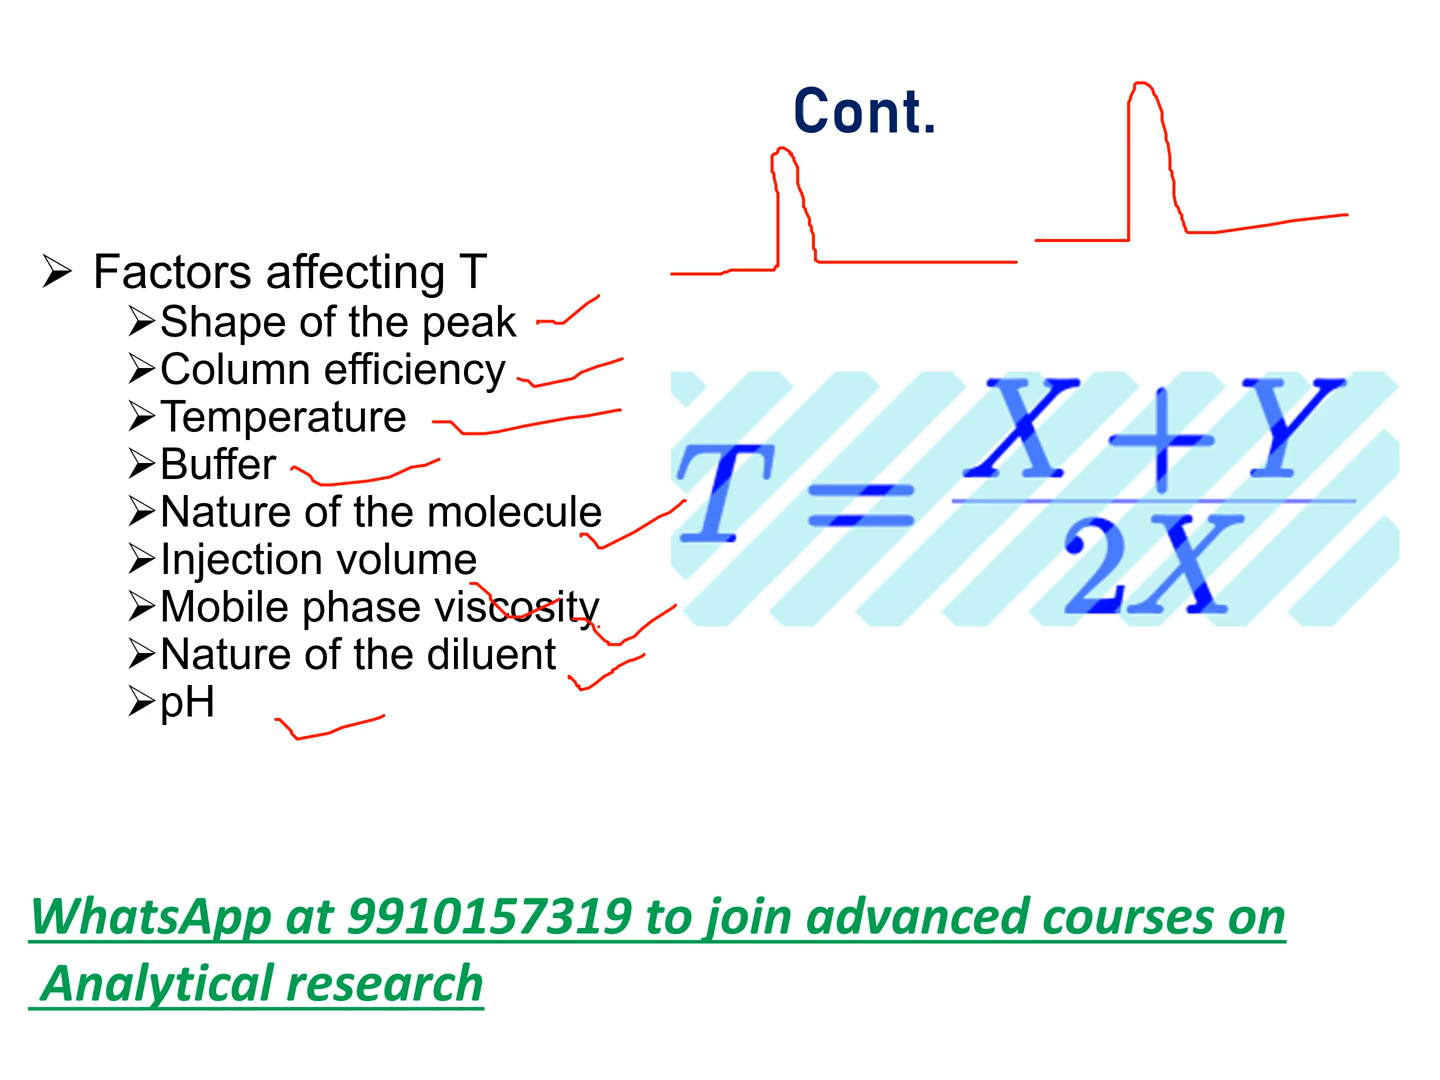 Cont.
➢ Factors affecting T
➢Shape of the peak
➢Column efficiency
➢Temperature
➢Buffer
➢Nature of the molecule
➢Injection volume
➢Mobile phase viscosity
➢Nature of the diluent
➢pH
T = (X + Y) / 2X
WhatsApp at 9910157319 to join advanced courses on
Analytical research